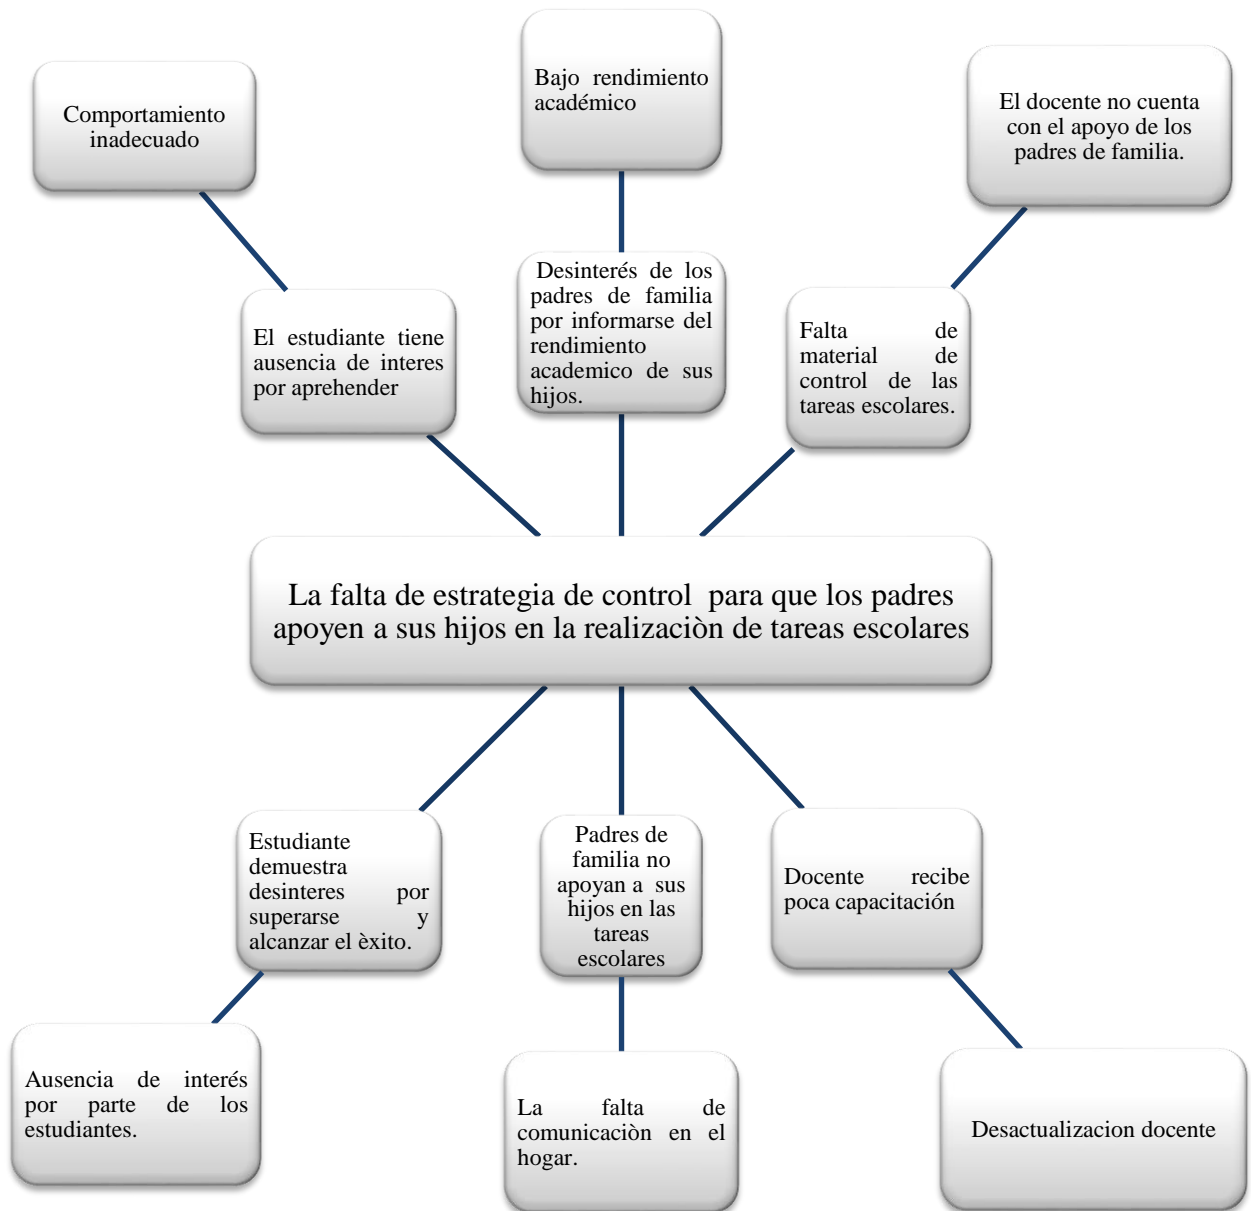 Comportamiento
inadecuado
Bajo rendimiento
académico
El docente no cuenta
con el apoyo de los
padres de familia.
El estudiante tiene
ausencia de interes
por aprehender
Desinterés de los
padres de familia
por informarse del
rendimiento
academico de sus
hijos.
Falta de
material de
control de las
tareas escolares.
La falta de estrategia de control para que los padres
apoyen a sus hijos en la realizaciòn de tareas escolares
Estudiante
demuestra
desinteres por
superarse y
alcanzar el èxito.
Padres de
familia no
apoyan a sus
hijos en las
tareas
escolares
Docente recibe
poca capacitación
Ausencia de interés
por parte de los
estudiantes.
La falta de
comunicaciòn en el
hogar.
Desactualizacion docente